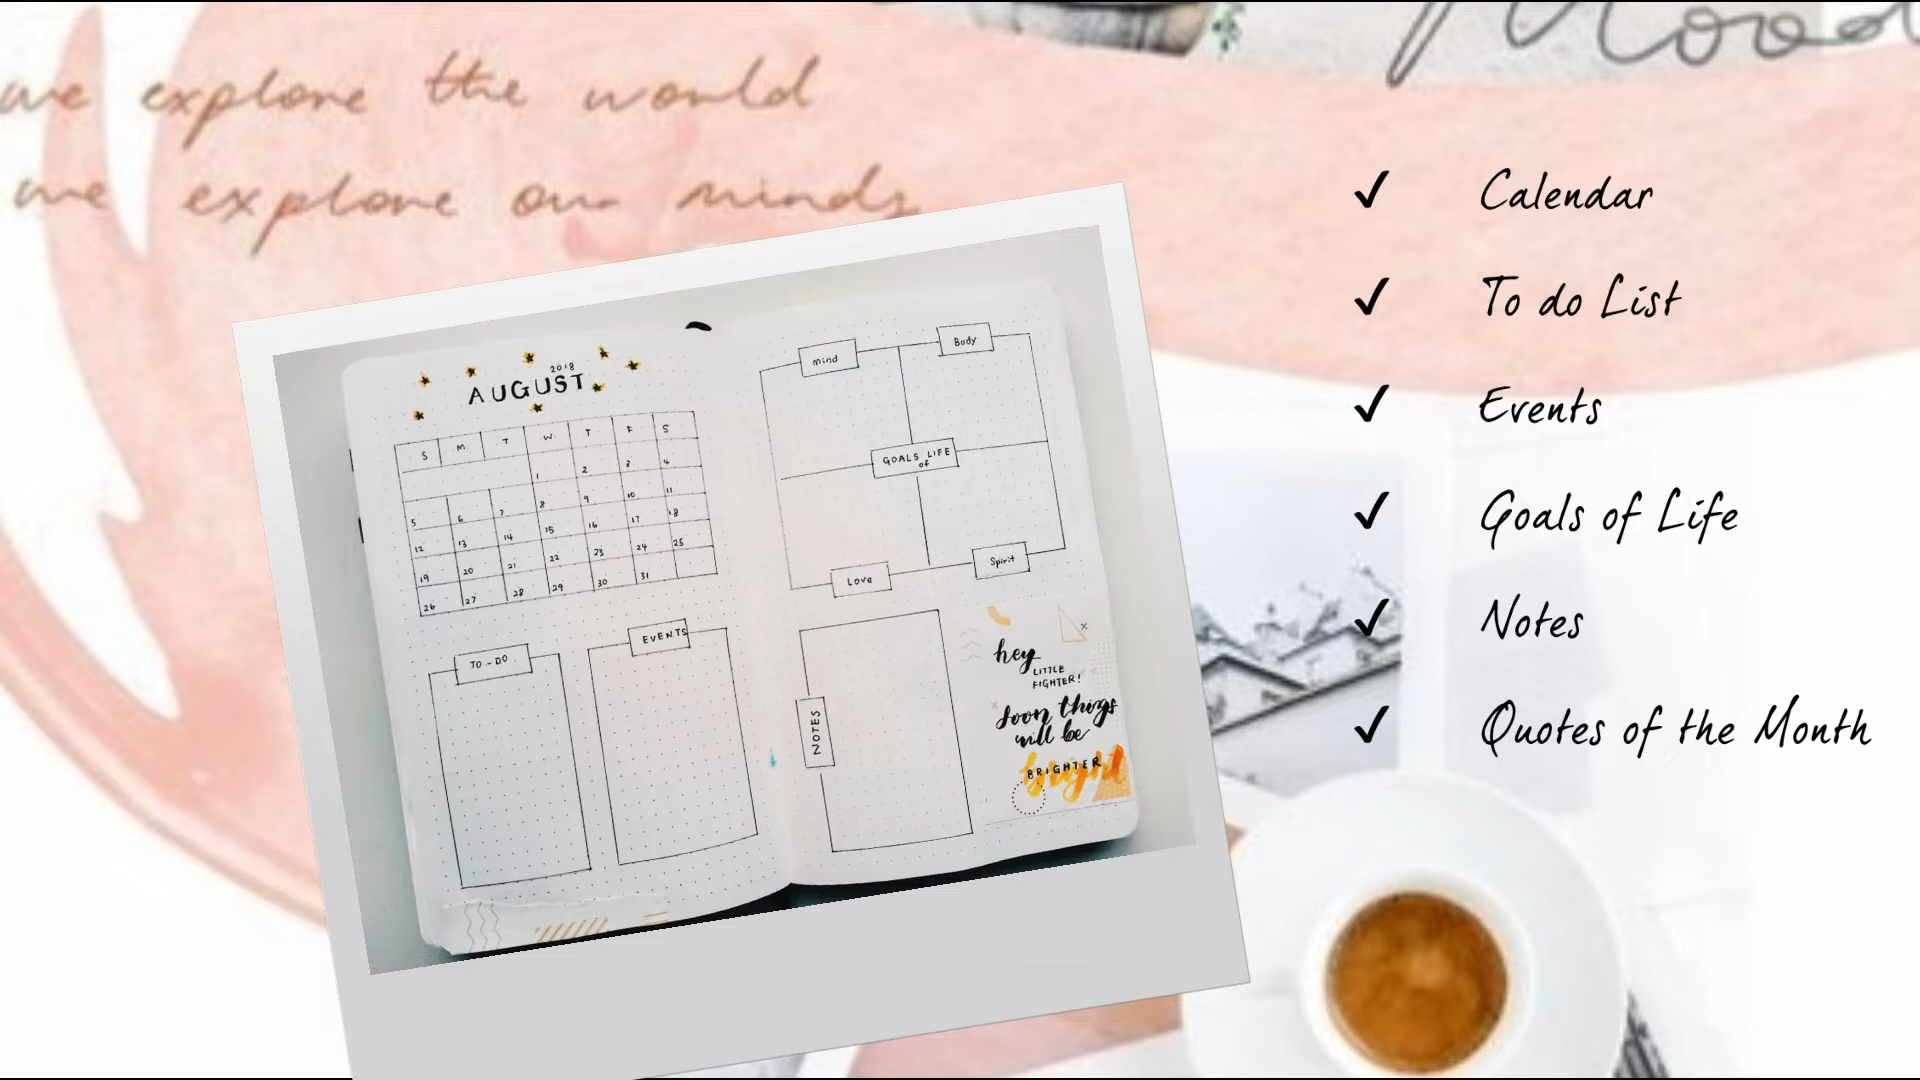 Mood
we explore the world
we explore our minds
✓ Calendar
✓ To do List
✓ Events
✓ Goals of Life
✓ Notes
✓ Quotes of the Month
2018
AUGUST
S M T W T F S
1 2 3 4
5 6 7 8 9 10 11
12 13 14 15 16 17 18
19 20 21 22 23 24 25
26 27 28 29 30 31
TO-DO
EVENTS
mind
Body
GOALS LIFE
of
Love
Spirit
NOTES
hey
LITTLE
FIGHTER!
soon things
will be
BRIGHTER
bright